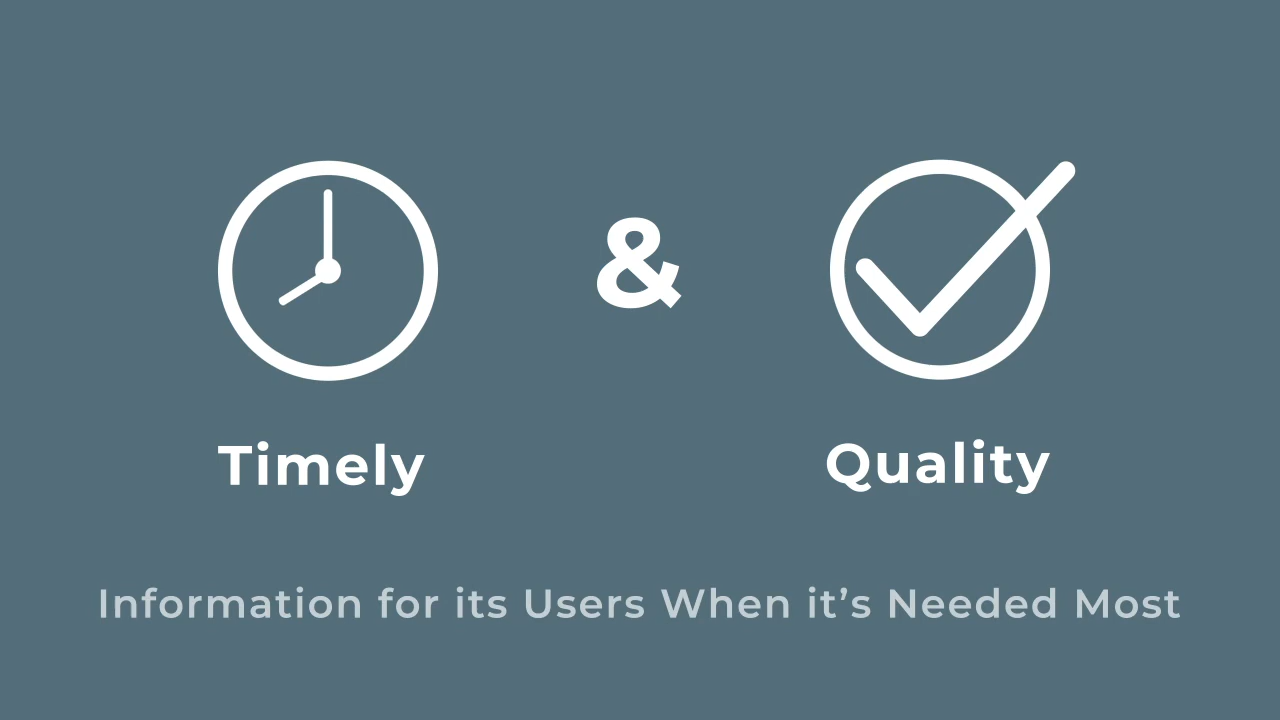 &
Timely Quality
Information for its Users When it’s Needed Most